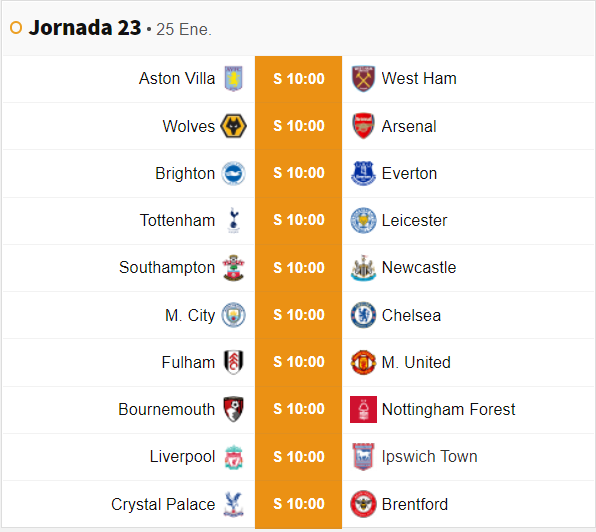 Jornada 23 • 25 Ene.
Aston Villa S 10:00 West Ham
Wolves S 10:00 Arsenal
Brighton S 10:00 Everton
Tottenham S 10:00 Leicester
Southampton S 10:00 Newcastle
M. City S 10:00 Chelsea
Fulham S 10:00 M. United
Bournemouth S 10:00 Nottingham Forest
Liverpool S 10:00 Ipswich Town
Crystal Palace S 10:00 Brentford